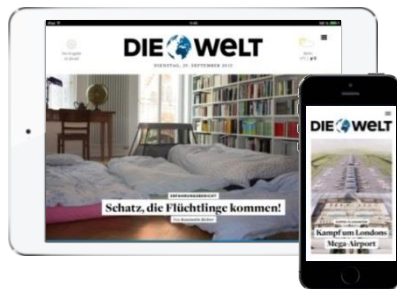 DIE WELT
DIENSTAG, 29. SEPTEMBER 2015
ERFAHRUNGSBERICHT
Schatz, die Flüchtlinge kommen!
DIE WELT
Kampf um Londons
Mega-Airport